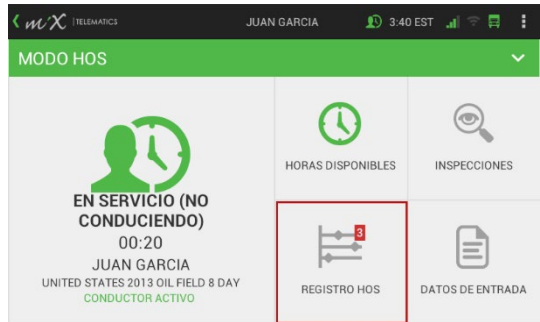 mix TELEMATICS
JUAN GARCIA
3:40 EST
MODO HOS
EN SERVICIO (NO
CONDUCIENDO)
00:20
JUAN GARCIA
UNITED STATES 2013 OIL FIELD 8 DAY
CONDUCTOR ACTIVO
HORAS DISPONIBLES
INSPECCIONES
3
REGISTRO HOS
DATOS DE ENTRADA